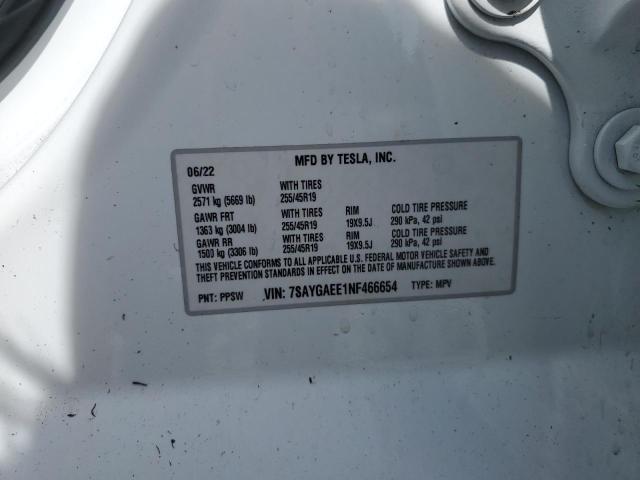 06/22 MFD BY TESLA, INC.
GVWR WITH TIRES
2571 kg (5669 lb) 255/45R19
GAWR FRT WITH TIRES RIM COLD TIRE PRESSURE
1363 kg (3004 lb) 255/45R19 19X9.5J 290 kPa, 42 psi
GAWR RR WITH TIRES RIM COLD TIRE PRESSURE
1503 kg (3306 lb) 255/45R19 19X9.5J 290 kPa, 42 psi
THIS VEHICLE CONFORMS TO ALL APPLICABLE U.S. FEDERAL MOTOR VEHICLE SAFETY AND
THEFT PREVENTION STANDARDS IN EFFECT ON THE DATE OF MANUFACTURE SHOWN ABOVE.
PNT: PPSW VIN: 7SAYGAEE1NF466654 TYPE: MPV